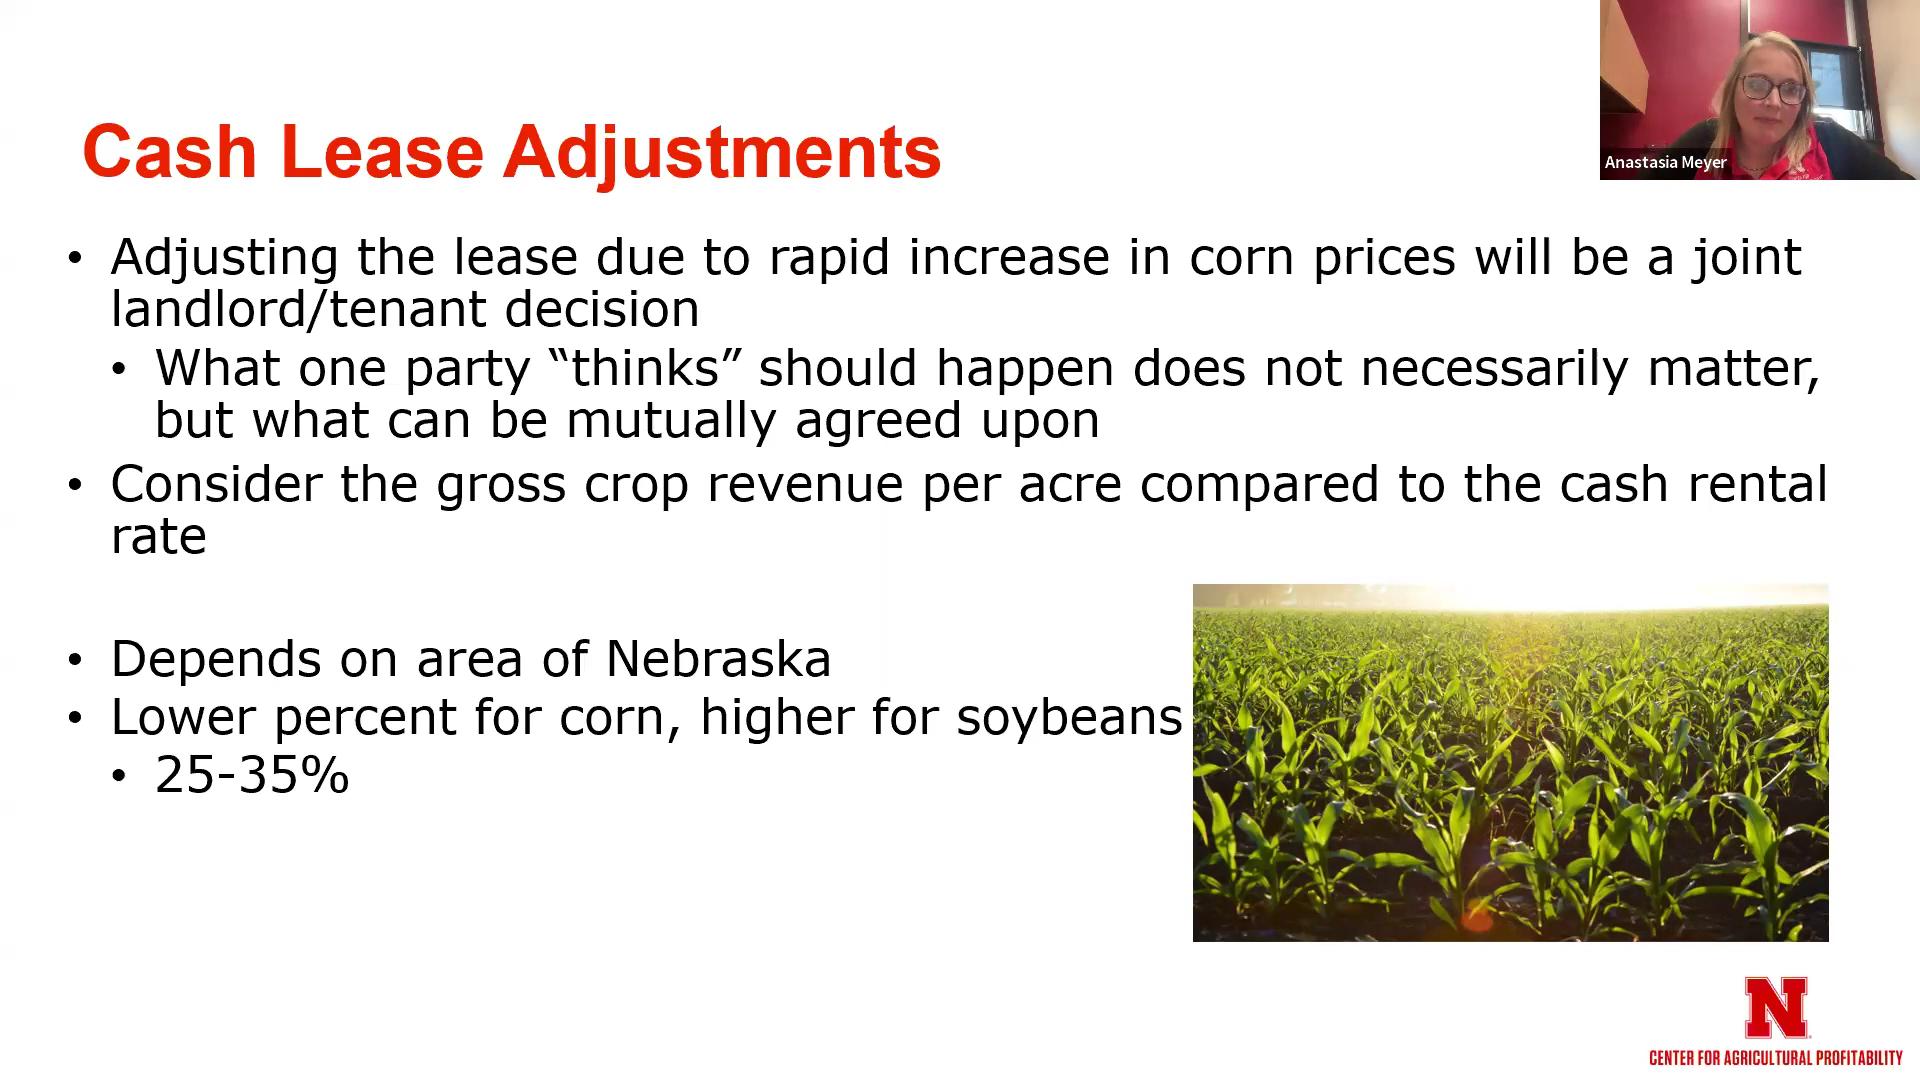 Cash Lease Adjustments
Anastasia Meyer
• Adjusting the lease due to rapid increase in corn prices will be a joint
landlord/tenant decision
• What one party “thinks” should happen does not necessarily matter,
but what can be mutually agreed upon
• Consider the gross crop revenue per acre compared to the cash rental
rate
• Depends on area of Nebraska
• Lower percent for corn, higher for soybeans
• 25-35%
N
CENTER FOR AGRICULTURAL PROFITABILITY